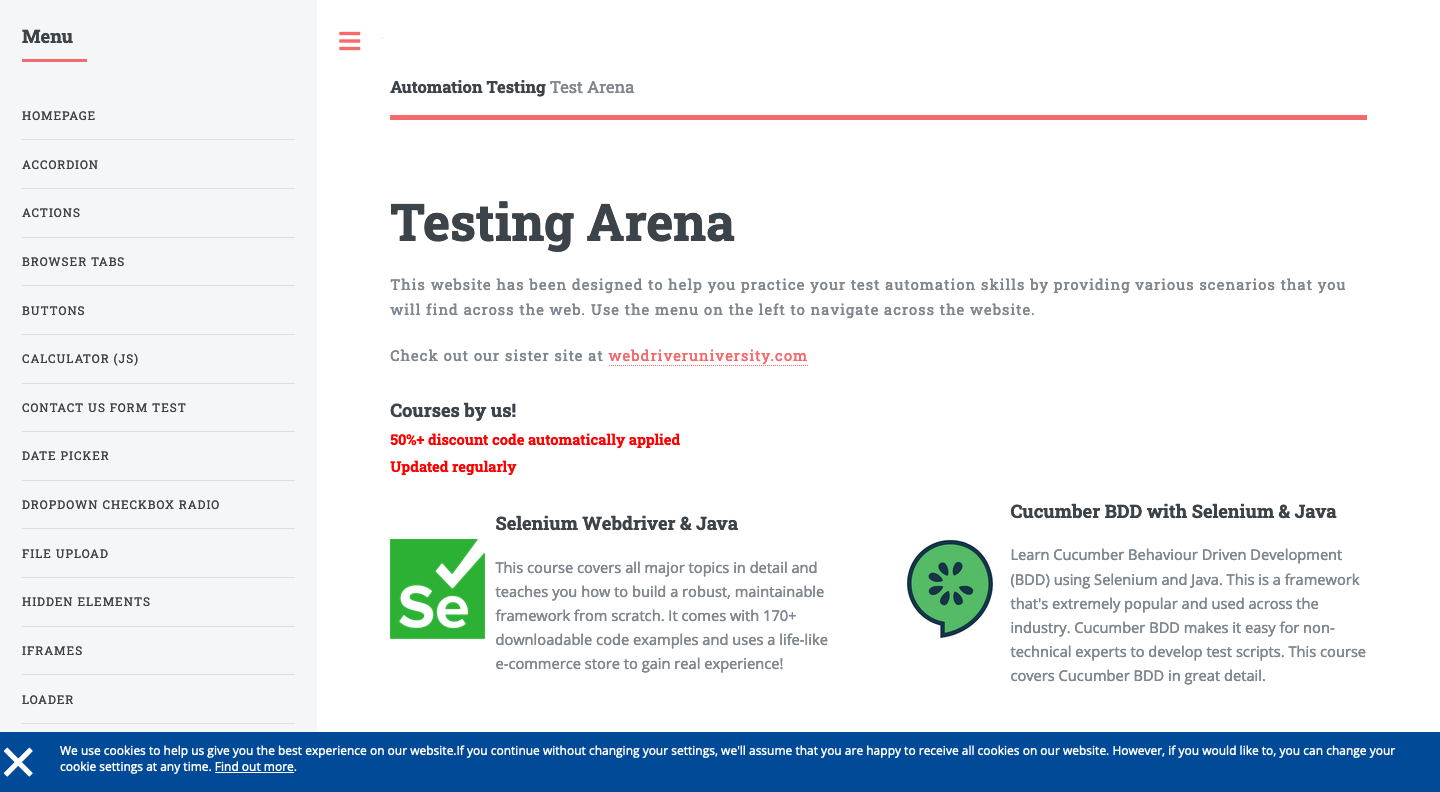 Menu
HOMEPAGE
ACCORDION
ACTIONS
BROWSER TABS
BUTTONS
CALCULATOR (JS)
CONTACT US FORM TEST
DATE PICKER
DROPDOWN CHECKBOX RADIO
FILE UPLOAD
HIDDEN ELEMENTS
IFRAMES
LOADER
Automation Testing Test Arena
Testing Arena
This website has been designed to help you practice your test automation skills by providing various scenarios that you
will find across the web. Use the menu on the left to navigate across the website.
Check out our sister site at webdriveruniversity.com
Courses by us!
50%+ discount code automatically applied
Updated regularly
Se
Selenium Webdriver & Java
This course covers all major topics in detail and
teaches you how to build a robust, maintainable
framework from scratch. It comes with 170+
downloadable code examples and uses a life-like
e-commerce store to gain real experience!
Cucumber BDD with Selenium & Java
Learn Cucumber Behaviour Driven Development
(BDD) using Selenium and Java. This is a framework
that's extremely popular and used across the
industry. Cucumber BDD makes it easy for non-
technical experts to develop test scripts. This course
covers Cucumber BDD in great detail.
We use cookies to help us give you the best experience on our website.If you continue without changing your settings, we'll assume that you are happy to receive all cookies on our website. However, if you would like to, you can change your
cookie settings at any time. Find out more.